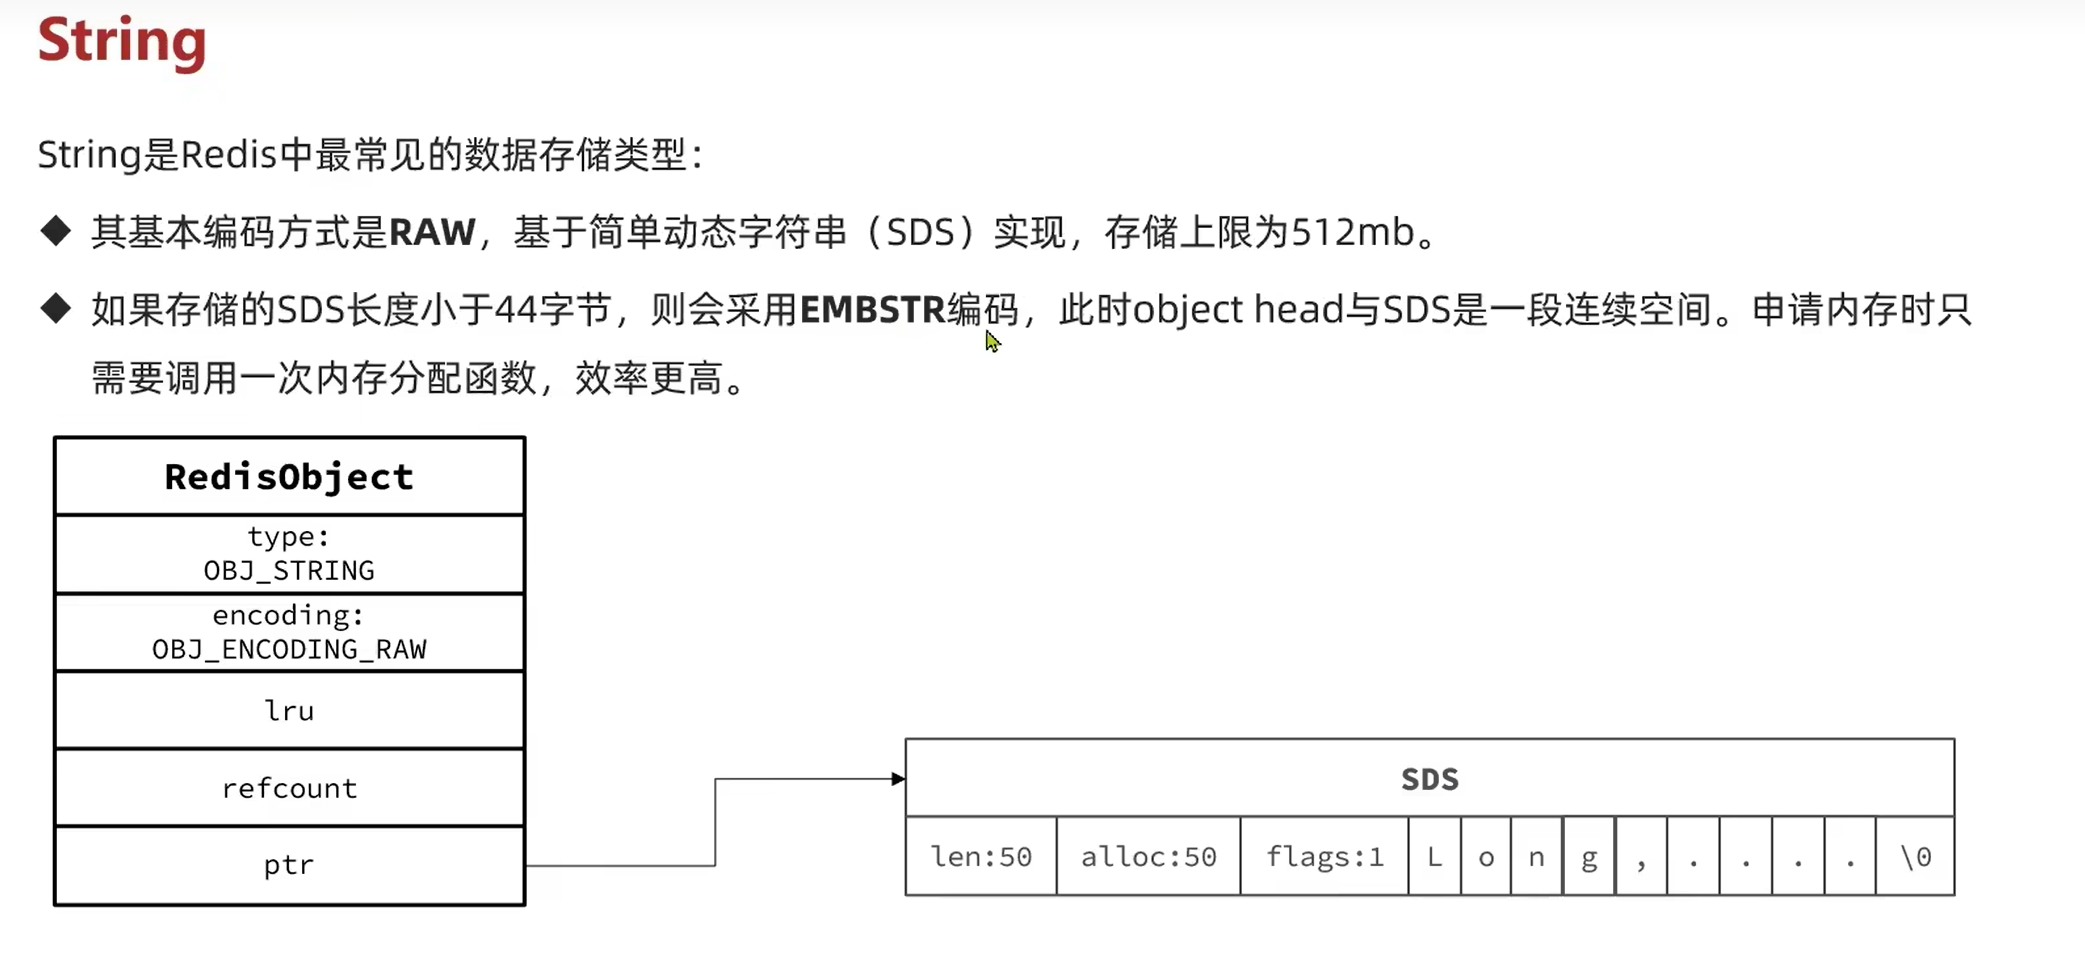 String
String是Redis中最常见的数据存储类型：
◆ 其基本编码方式是RAW，基于简单动态字符串（SDS）实现，存储上限为512mb。
◆ 如果存储的SDS长度小于44字节，则会采用EMBSTR编码，此时object head与SDS是一段连续空间。申请内存时只
需要调用一次内存分配函数，效率更高。
RedisObject
type:
OBJ_STRING
encoding:
OBJ_ENCODING_RAW
lru
refcount
ptr
SDS
len:50 alloc:50 flags:1 L o n g , . . . . \0